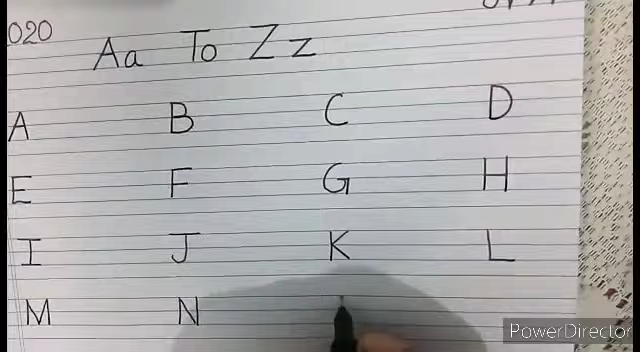 020
Aa To Zz
A B C D
E F G H
I J K L
M N
PowerDirector